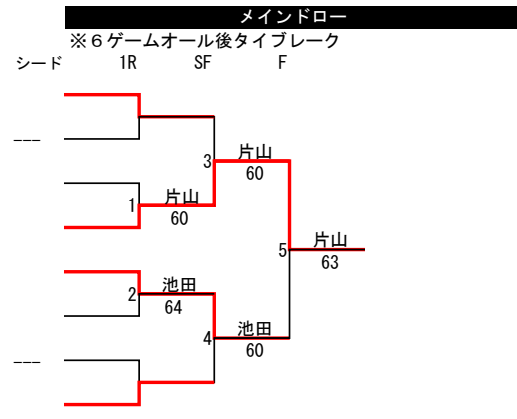 メインドロー
※６ゲームオール後タイブレーク
シード 1R SF F
---
3 片山
60
1 片山
60
5 片山
63
2 池田
64
4 池田
60
---